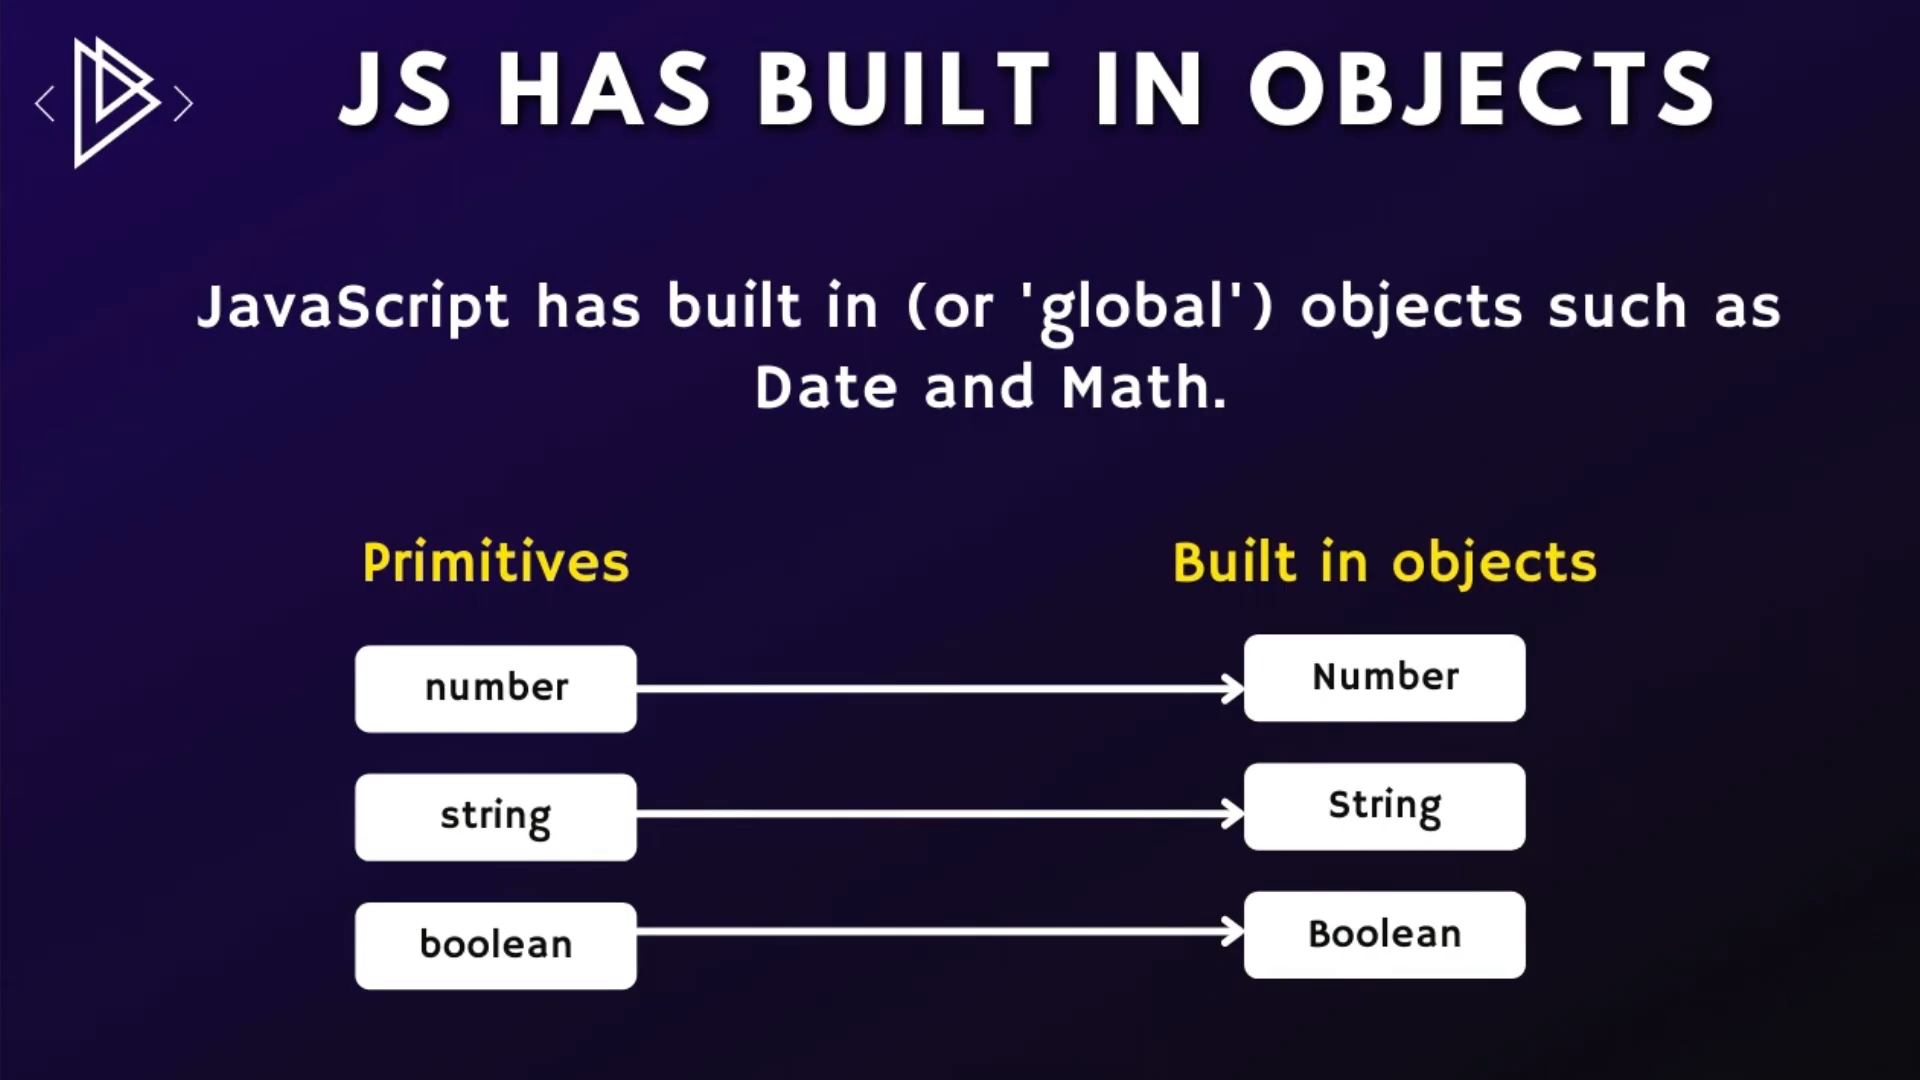 JS HAS BUILT IN OBJECTS
JavaScript has built in (or 'global') objects such as
Date and Math.
Primitives
Built in objects
number
Number
string
String
boolean
Boolean